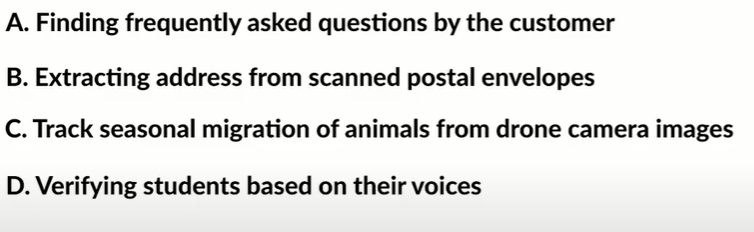 A. Finding frequently asked questions by the customer
B. Extracting address from scanned postal envelopes
C. Track seasonal migration of animals from drone camera images
D. Verifying students based on their voices